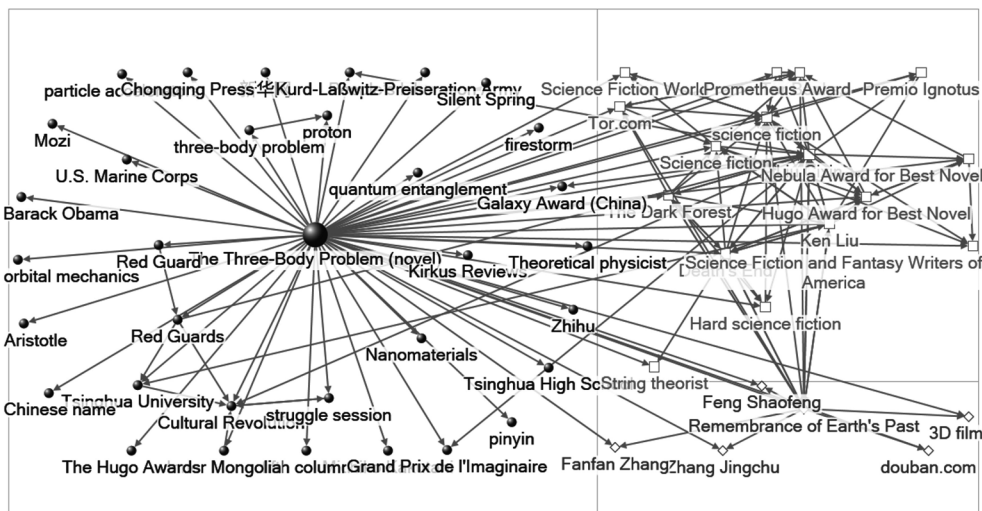 particle
Chongqing Press
Kurd-Laßwitz-Preis
Army
Silent Spring
Science Fiction World
Prometheus Award
Premio Ignotus
Mozi
proton
three-body problem
firestorm
Tor.com
science fiction
Science fiction
U.S. Marine Corps
quantum entanglement
Nebula Award for Best Novel
Barack Obama
Galaxy Award (China)
The Dark Forest
Hugo Award for Best Novel
Ken Liu
Red Guard
The Three-Body Problem (novel)
Theoretical physicist
Science Fiction and Fantasy Writers of
America
orbital mechanics
Kirkus Reviews
Death's End
Aristotle
Red Guards
Zhihu
Hard science fiction
Nanomaterials
Chinese name
Tsinghua University
Tsinghua High
String theorist
Cultural Revolution
struggle session
Feng Shaofeng
Remembrance of Earth's Past
3D film
pinyin
The Hugo Awards
Mongolian
column
Grand Prix de l'Imaginaire
Fanfan Zhang
Zhang Jingchu
douban.com